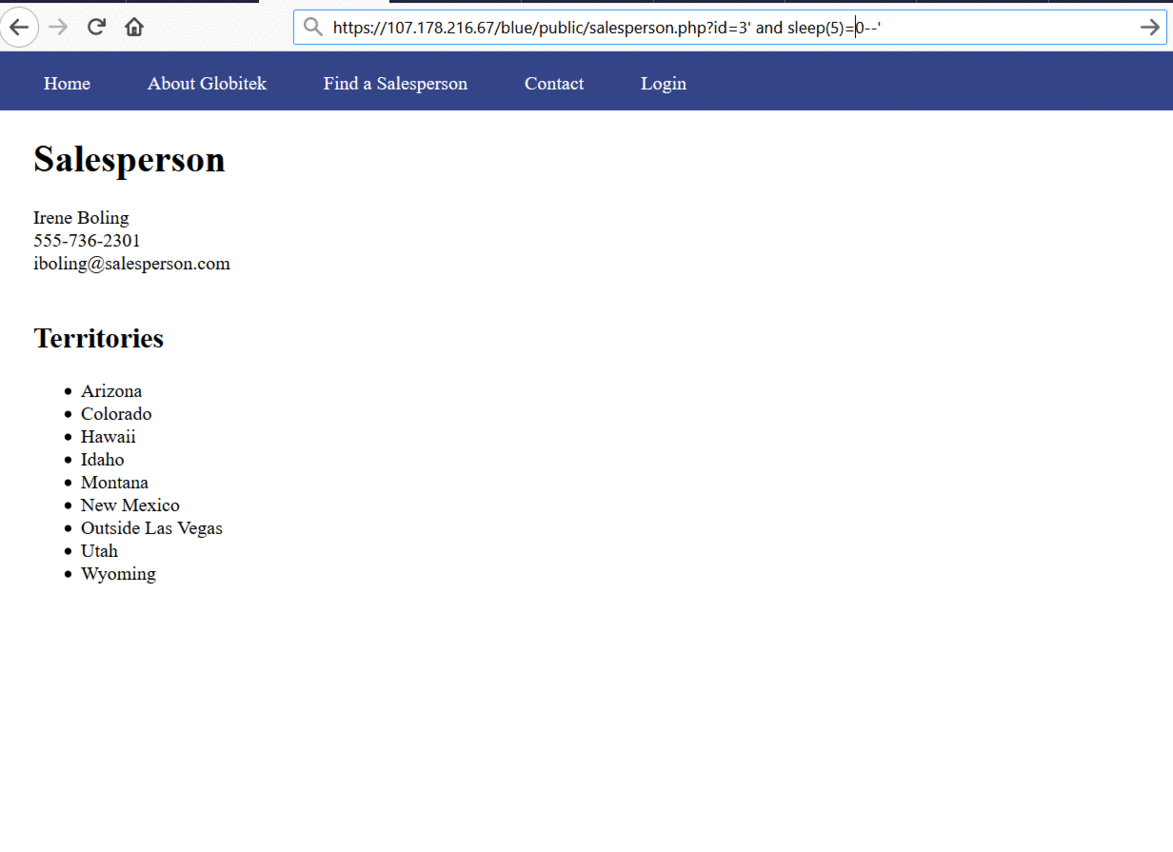 https://107.178.216.67/blue/public/salesperson.php?id=3' and sleep(5)=0--'
Home About Globitek Find a Salesperson Contact Login
Salesperson
Irene Boling
555-736-2301
iboling@salesperson.com
Territories
Arizona
Colorado
Hawaii
Idaho
Montana
New Mexico
Outside Las Vegas
Utah
Wyoming